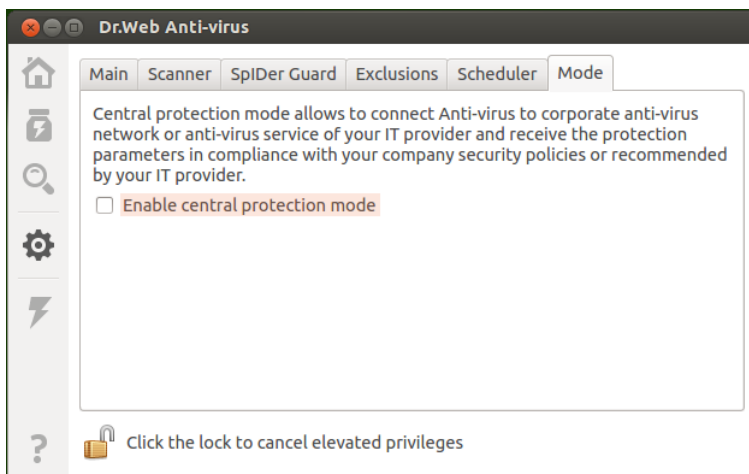 Dr.Web Anti-virus
Main Scanner SpIDer Guard Exclusions Scheduler Mode
Central protection mode allows to connect Anti-virus to corporate anti-virus
network or anti-virus service of your IT provider and receive the protection
parameters in compliance with your company security policies or recommended
by your IT provider.
Enable central protection mode
?
Click the lock to cancel elevated privileges